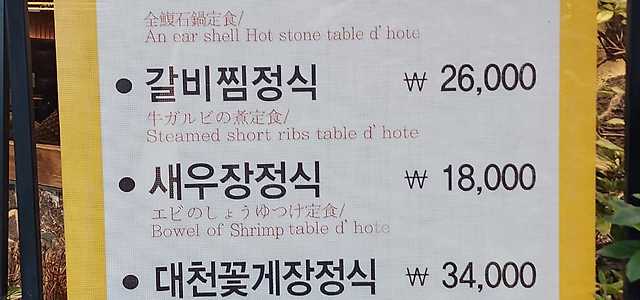 全鰒石鍋定食/
An ear shell Hot stone table d' hote
● 갈비찜정식 ₩ 26,000
牛ガルビの煮定食/
Steamed short ribs table d' hote
● 새우장정식 ₩ 18,000
エビのしょうゆつけ定食/
Bowel of Shrimp table d' hote
● 대천꽃게장정식 ₩ 34,000